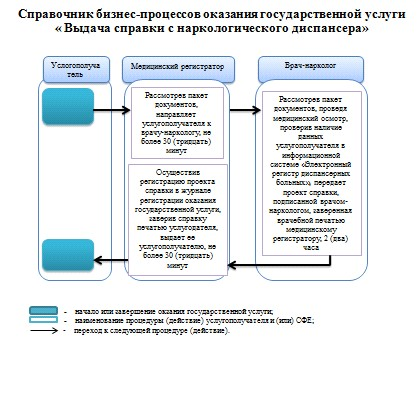 Справочник бизнес-процессов оказания государственной услуги
« Выдача справки с наркологического диспансера»
Услогополуча
тель
Медицинский регистратор
Врач-нарколог
Рассмотрев пакет
документов,
направляет
услугополучателя к
врачу-наркологу, не
более 30 (тридцать)
минут
Рассмотрев пакет
документов, проведя
медицинский осмотр,
проверив наличие
данных
услугополучателя в
информационной
системе «Электронный
регистр диспансерных
больных», передает
проект справки,
подписанной врачом-
наркологом, заверенная
врачебной печатью
медицинскому
регистратору, 2 (два)
часа
Осуществив
регистрацию проекта
справки в журнале
регистрации оказания
государственной услуги,
заверив справку
печатью услугодателя,
выдает ее
услугополучателю, не
более 30 (тридцать)
минут
- начало или завершение окзания государственной услуги;
- наименование процедуры (действие) услугополучателя и (или) СФЕ;
- переход к следующей процедуре (действие).